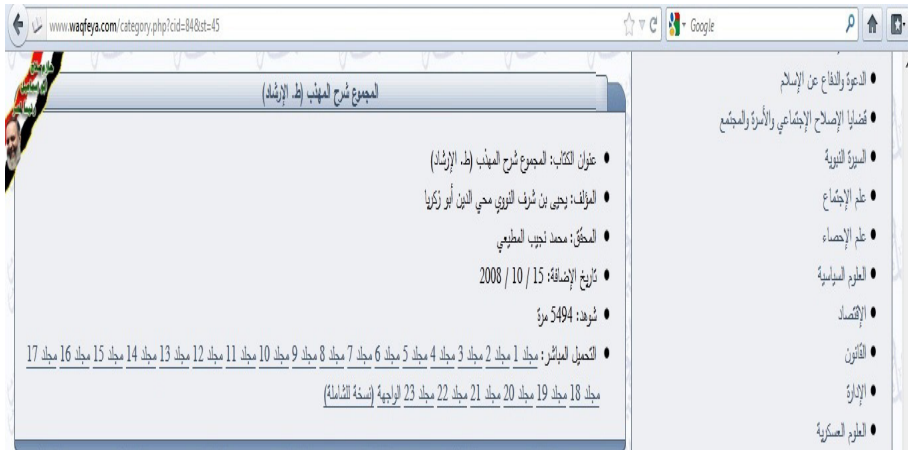 www.waqfeya.com/category.php?cid=84&st=45
Google
المجموع شرح المهذب (ط. الإرشاد)
عنوان الكتاب: المجموع شرح المهذب (ط. الإرشاد)
المؤلف: يحيى بن شرف النووي محي الدين أبو زكريا
المحقق: محمد نجيب المطيعي
تاريخ الإضافة: 15 / 10 / 2008
شوهد: 5494 مرة
التحميل المباشر: مجلد 1 مجلد 2 مجلد 3 مجلد 4 مجلد 5 مجلد 6 مجلد 7 مجلد 8 مجلد 9 مجلد 10 مجلد 11 مجلد 12 مجلد 13 مجلد 14 مجلد 15 مجلد 16 مجلد 17
مجلد 18 مجلد 19 مجلد 20 مجلد 21 مجلد 22 مجلد 23 الواجهة (نسخة للشاملة)
الدعوة والدفاع عن الإسلام
قضايا الإصلاح الإجتماعي والأسرة والمجتمع
السيرة النبوية
علم الإجتماع
علم الإحصاء
العلوم السياسية
الإقتصاد
القانون
الإدارة
العلوم العسكرية